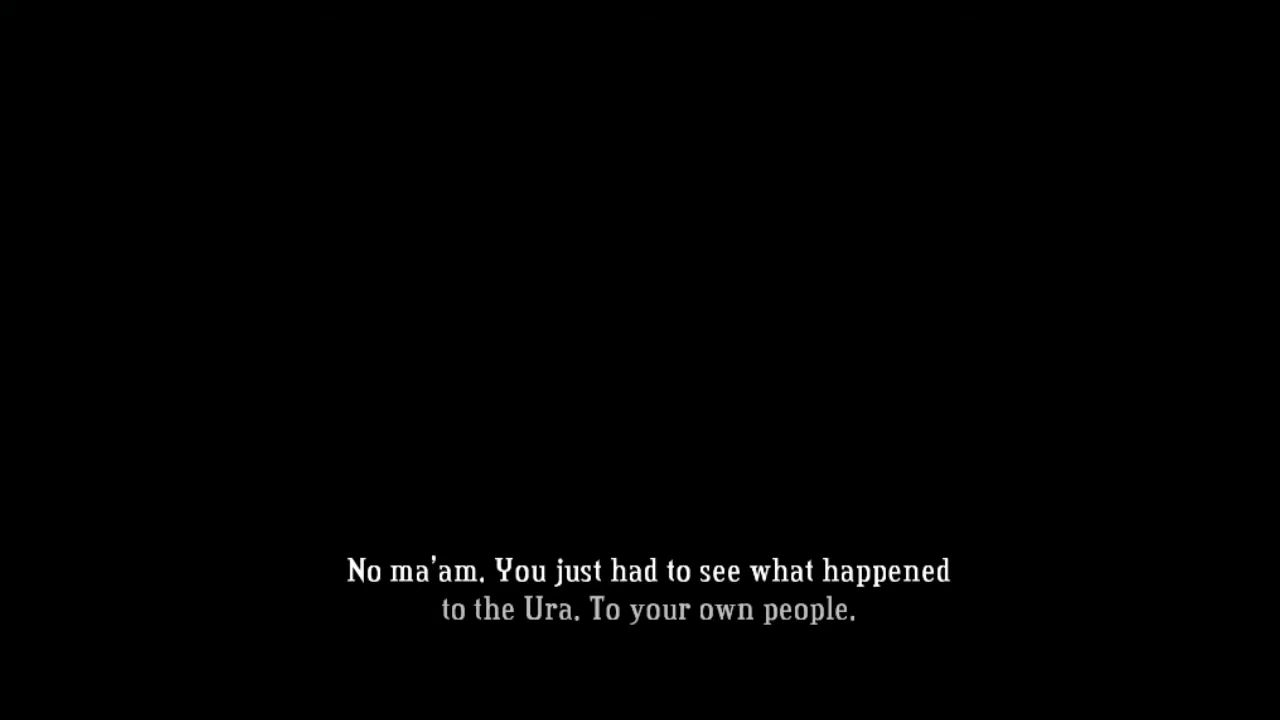 No ma'am. You just had to see what happened
to the Ura. To your own people.